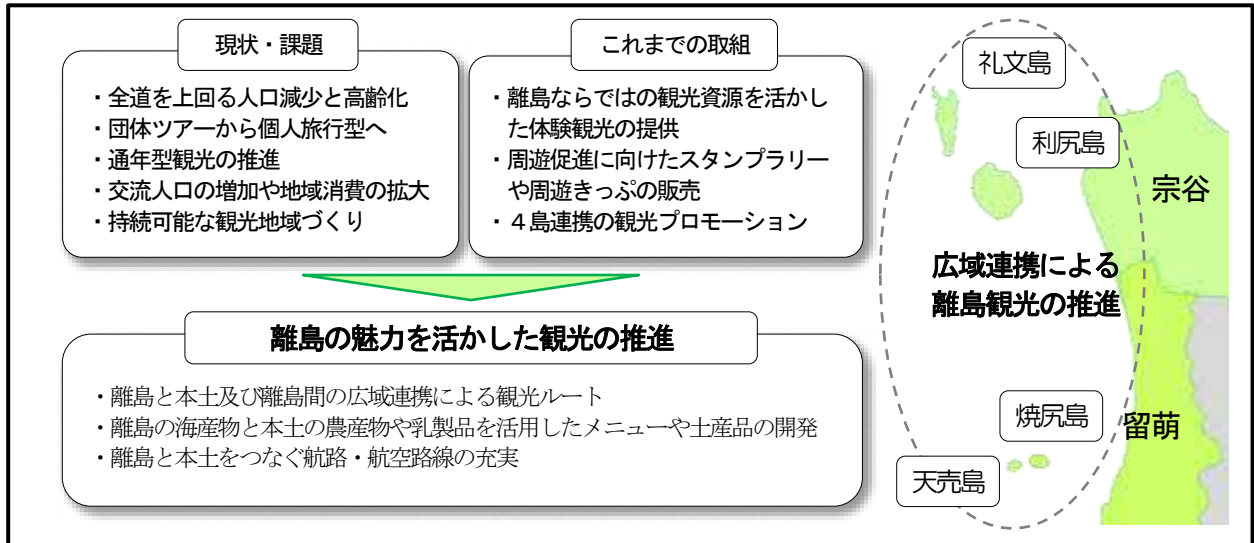 現状・課題
・全道を上回る人口減少と高齢化
・団体ツアーから個人旅行型へ
・通年型観光の推進
・交流人口の増加や地域消費の拡大
・持続可能な観光地域づくり
これまでの取組
・離島ならではの観光資源を活かし
た体験観光の提供
・周遊促進に向けたスタンプラリー
や周遊きっぷの販売
・４島連携の観光プロモーション
離島の魅力を活かした観光の推進
・離島と本土及び離島間の広域連携による観光ルート
・離島の海産物と本土の農産物や乳製品を活用したメニューや土産品の開発
・離島と本土をつなぐ航路・航空路線の充実
礼文島
利尻島
宗谷
広域連携による
離島観光の推進
焼尻島
留萌
天売島